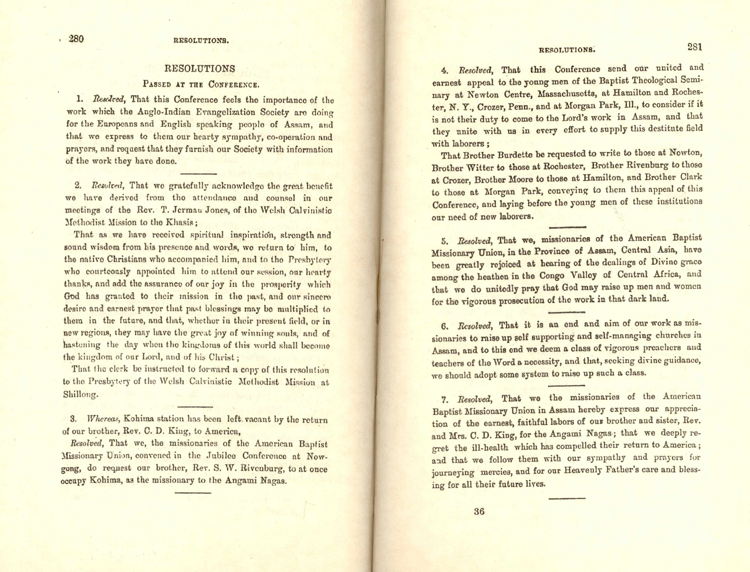 280
RESOLUTIONS.
RESOLUTIONS
PASSED AT THE CONFERENCE.
1. Resolved, That this Conference feels the importance of the
work which the Anglo-Indian Evangelization Society are doing
for the Europeans and English speaking people of Assam, and
that we express to them our hearty sympathy, co-operation and
prayers, and request that they furnish our Society with information
of the work they have done.
2. Resolved, That we gratefully acknowledge the great benefit
we have derived from the attendance and counsel in our
meetings of the Rev. T. Jerman Jones, of the Welsh Calvinistic
Methodist Mission to the Khasis;
That as we have received spiritual inspiration, strength and
sound wisdom from his presence and words, we return to him, to
the native Christians who accompanied him, and to the Presbytery
who courteously appointed him to attend our session, our hearty
thanks, and add the assurance of our joy in the prosperity which
God has granted to their mission in the past, and our sincere
desire and earnest prayer that past blessings may be multiplied to
them in the future, and that, whether in their present field, or in
new regions, they may have the great joy of winning souls, and of
hastening the day when the kingdoms of this world shall become
the kingdom of our Lord, and of his Christ;
That the clerk be instructed to forward a copy of this resolution
to the Presbytery of the Welsh Calvinistic Methodist Mission at
Shillong.
3. Whereas, Kohima station has been left vacant by the return
of our brother, Rev. C. D. King, to America,
Resolved, That we, the missionaries of the American Baptist
Missionary Union, convened in the Jubilee Conference at Now-
gong, do request our brother, Rev. S. W. Rivenburg, to at once
occupy Kohima, as the missionary to the Angami Nagas.
RESOLUTIONS.
281
4. Resolved, That this Conference send our united and
earnest appeal to the young men of the Baptist Theological Semi-
nary at Newton Centre, Massachusetts, at Hamilton and Roches-
ter, N. Y., Crozer, Penn., and at Morgan Park, Ill., to consider if it
is not their duty to come to the Lord's work in Assam, and that
they unite with us in every effort to supply this destitute field
with laborers;
That Brother Burdette be requested to write to those at Newton,
Brother Witter to those at Rochester, Brother Rivenburg to those
at Crozer, Brother Moore to those at Hamilton, and Brother Clark
to those at Morgan Park, conveying to them this appeal of this
Conference, and laying before the young men of these institutions
our need of new laborers.
5. Resolved, That we, missionaries of the American Baptist
Missionary Union, in the Province of Assam, Central Asia, have
been greatly rejoiced at hearing of the dealings of Divine grace
among the heathen in the Congo Valley of Central Africa, and
that we do unitedly pray that God may raise up men and women
for the vigorous prosecution of the work in that dark land.
6. Resolved, That it is an end and aim of our work as mis-
sionaries to raise up self supporting and self-managing churches in
Assam, and to this end we deem a class of vigorous preachers and
teachers of the Word a necessity, and that, seeking divine guidance,
we should adopt some system to raise up such a class.
7. Resolved, That we the missionaries of the American
Baptist Missionary Union in Assam hereby express our apprecia-
tion of the earnest, faithful labors of our brother and sister, Rev.
and Mrs. C. D. King, for the Angami Nagas; that we deeply re-
gret the ill-health which has compelled their return to America;
and that we follow them with our sympathy and prayers for
journeying mercies, and for our Heavenly Father's care and bless-
ing for all their future lives.
36